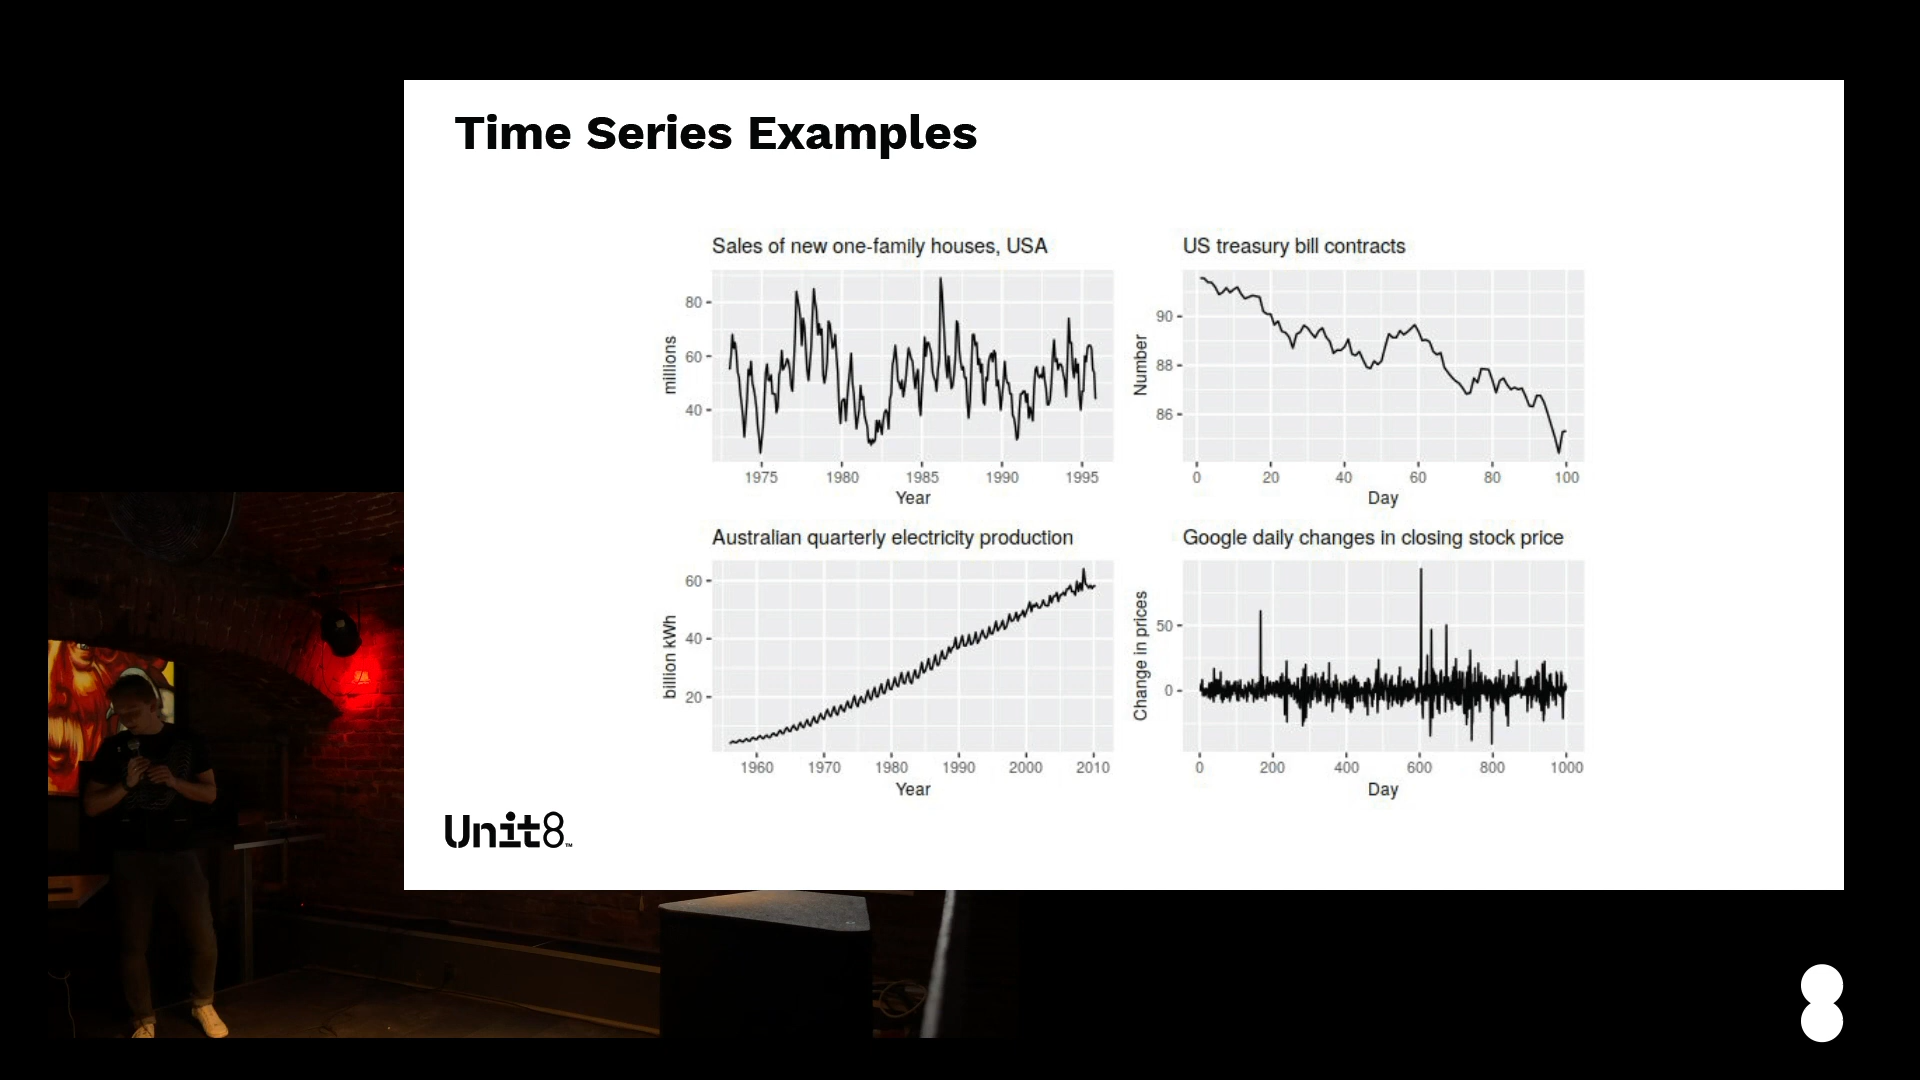 Time Series Examples
Sales of new one-family houses, USA
millions
80
60
40
1975 1980 1985 1990 1995
Year
US treasury bill contracts
Number
90
88
86
0 20 40 60 80 100
Day
Australian quarterly electricity production
billion kWh
60
40
20
1960 1970 1980 1990 2000 2010
Year
Google daily changes in closing stock price
Change in prices
50
0
0 200 400 600 800 1000
Day
Unit8™